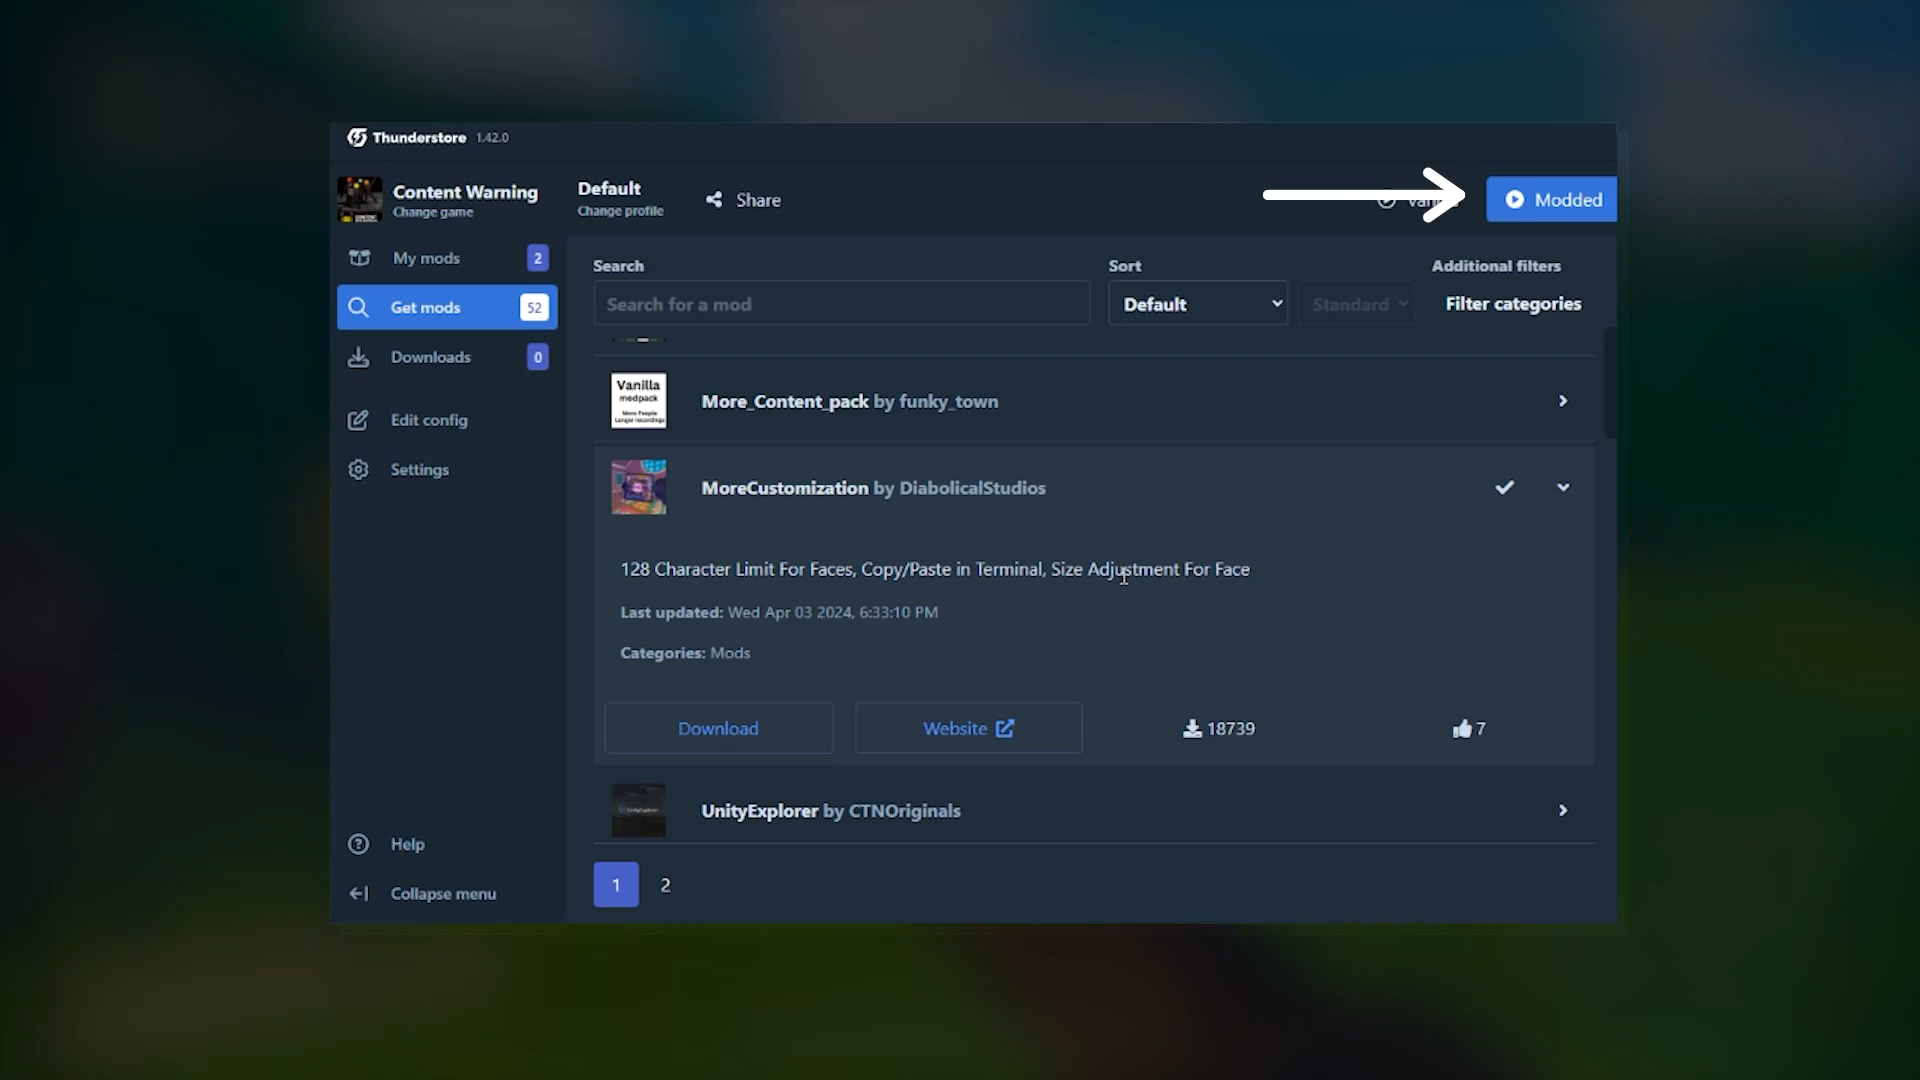 Thunderstore 1.42.0
Content Warning
Change game
Default
Change profile
Share
Modded
My mods 2
Get mods 52
Downloads 0
Edit config
Settings
Help
Collapse menu
Search
Search for a mod
Sort
Default
Standard
Additional filters
Filter categories
Vanilla
modpack
More People
Longer recordings
More_Content_pack by funky_town
MoreCustomization by DiabolicalStudios
128 Character Limit For Faces, Copy/Paste in Terminal, Size Adjustment For Face
Last updated: Wed Apr 03 2024, 6:33:10 PM
Categories: Mods
Download
Website
18739
7
UnityExplorer by CTNOriginals
1
2